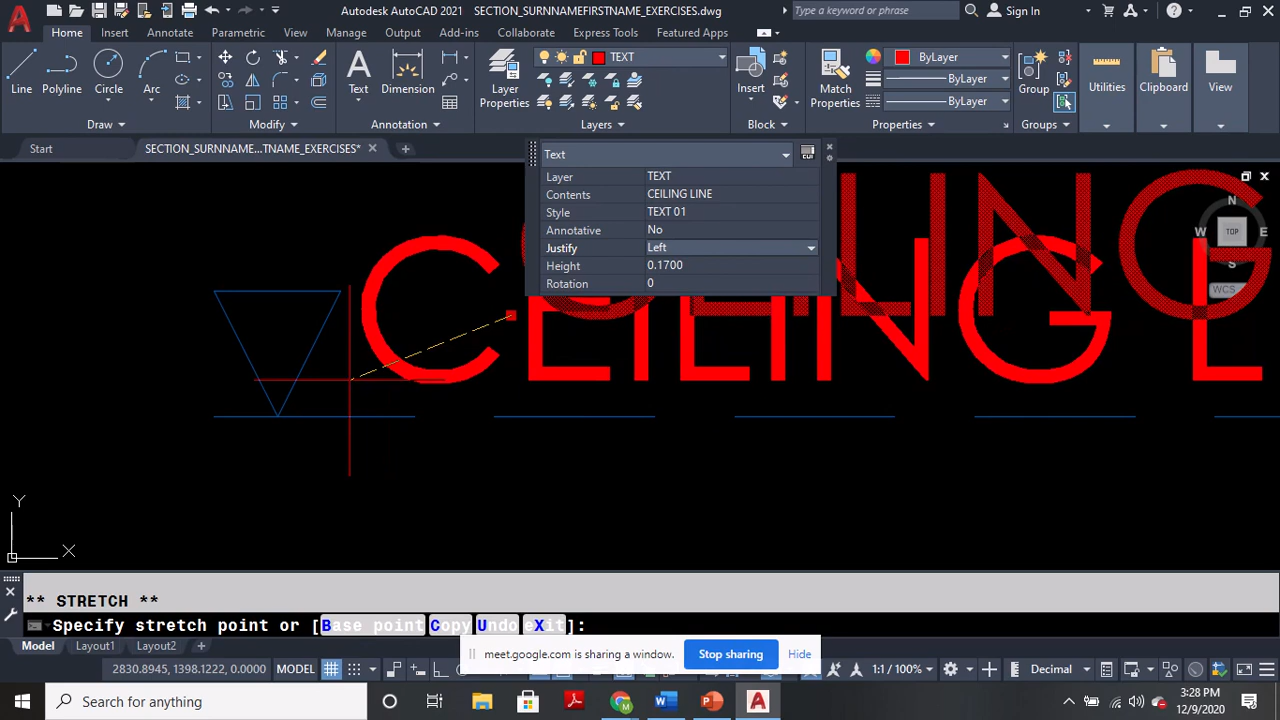 Autodesk AutoCAD 2021 SECTION_SURNNAMEFIRSTNAME_EXERCISES.dwg
Type a keyword or phrase
Sign In
Home Insert Annotate Parametric View Manage Output Add-ins Collaborate Express Tools Featured Apps
Line Polyline Circle Arc
Text Dimension
Layer Properties
TEXT
Insert
Match Properties
ByLayer
ByLayer
ByLayer
Group
Utilities Clipboard View
Draw Modify Annotation Layers Block Properties Groups
Start SECTION_SURNNAME...TNAME_EXERCISES*
Text
Layer TEXT
Contents CEILING LINE
Style TEXT 01
Annotative No
Justify Left
Height 0.1700
Rotation 0
N
W TOP E
S
WCS
CEILING L
Y
X
** STRETCH **
Specify stretch point or [Base point Copy Undo eXit]:
Model Layout1 Layout2
meet.google.com is sharing a window. Stop sharing Hide
2830.8945, 1398.1222, 0.0000 MODEL
1:1 / 100% Decimal
Search for anything
3:28 PM
12/9/2020